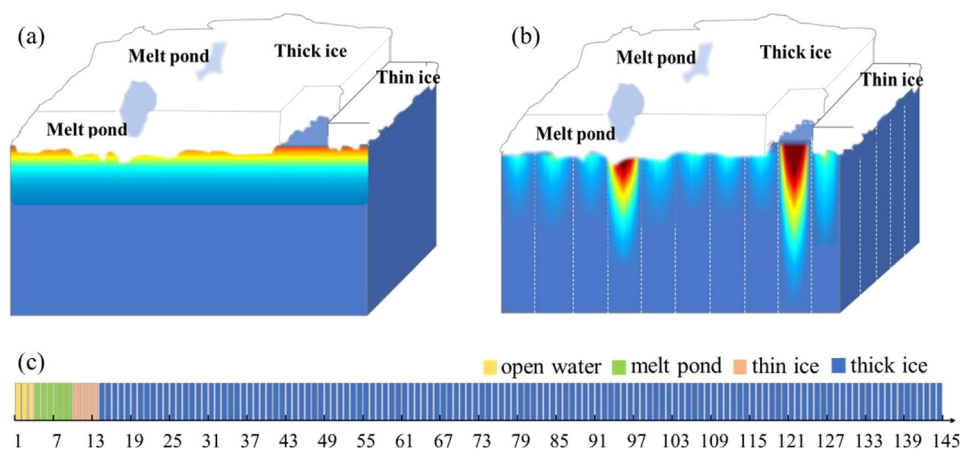 (a)
Melt pond
Thick ice
Thin ice
Melt pond
(b)
Melt pond
Thick ice
Thin ice
Melt pond
(c)
open water melt pond thin ice thick ice
1 7 13 19 25 31 37 43 49 55 61 67 73 79 85 91 97 103 109 115 121 127 133 139 145